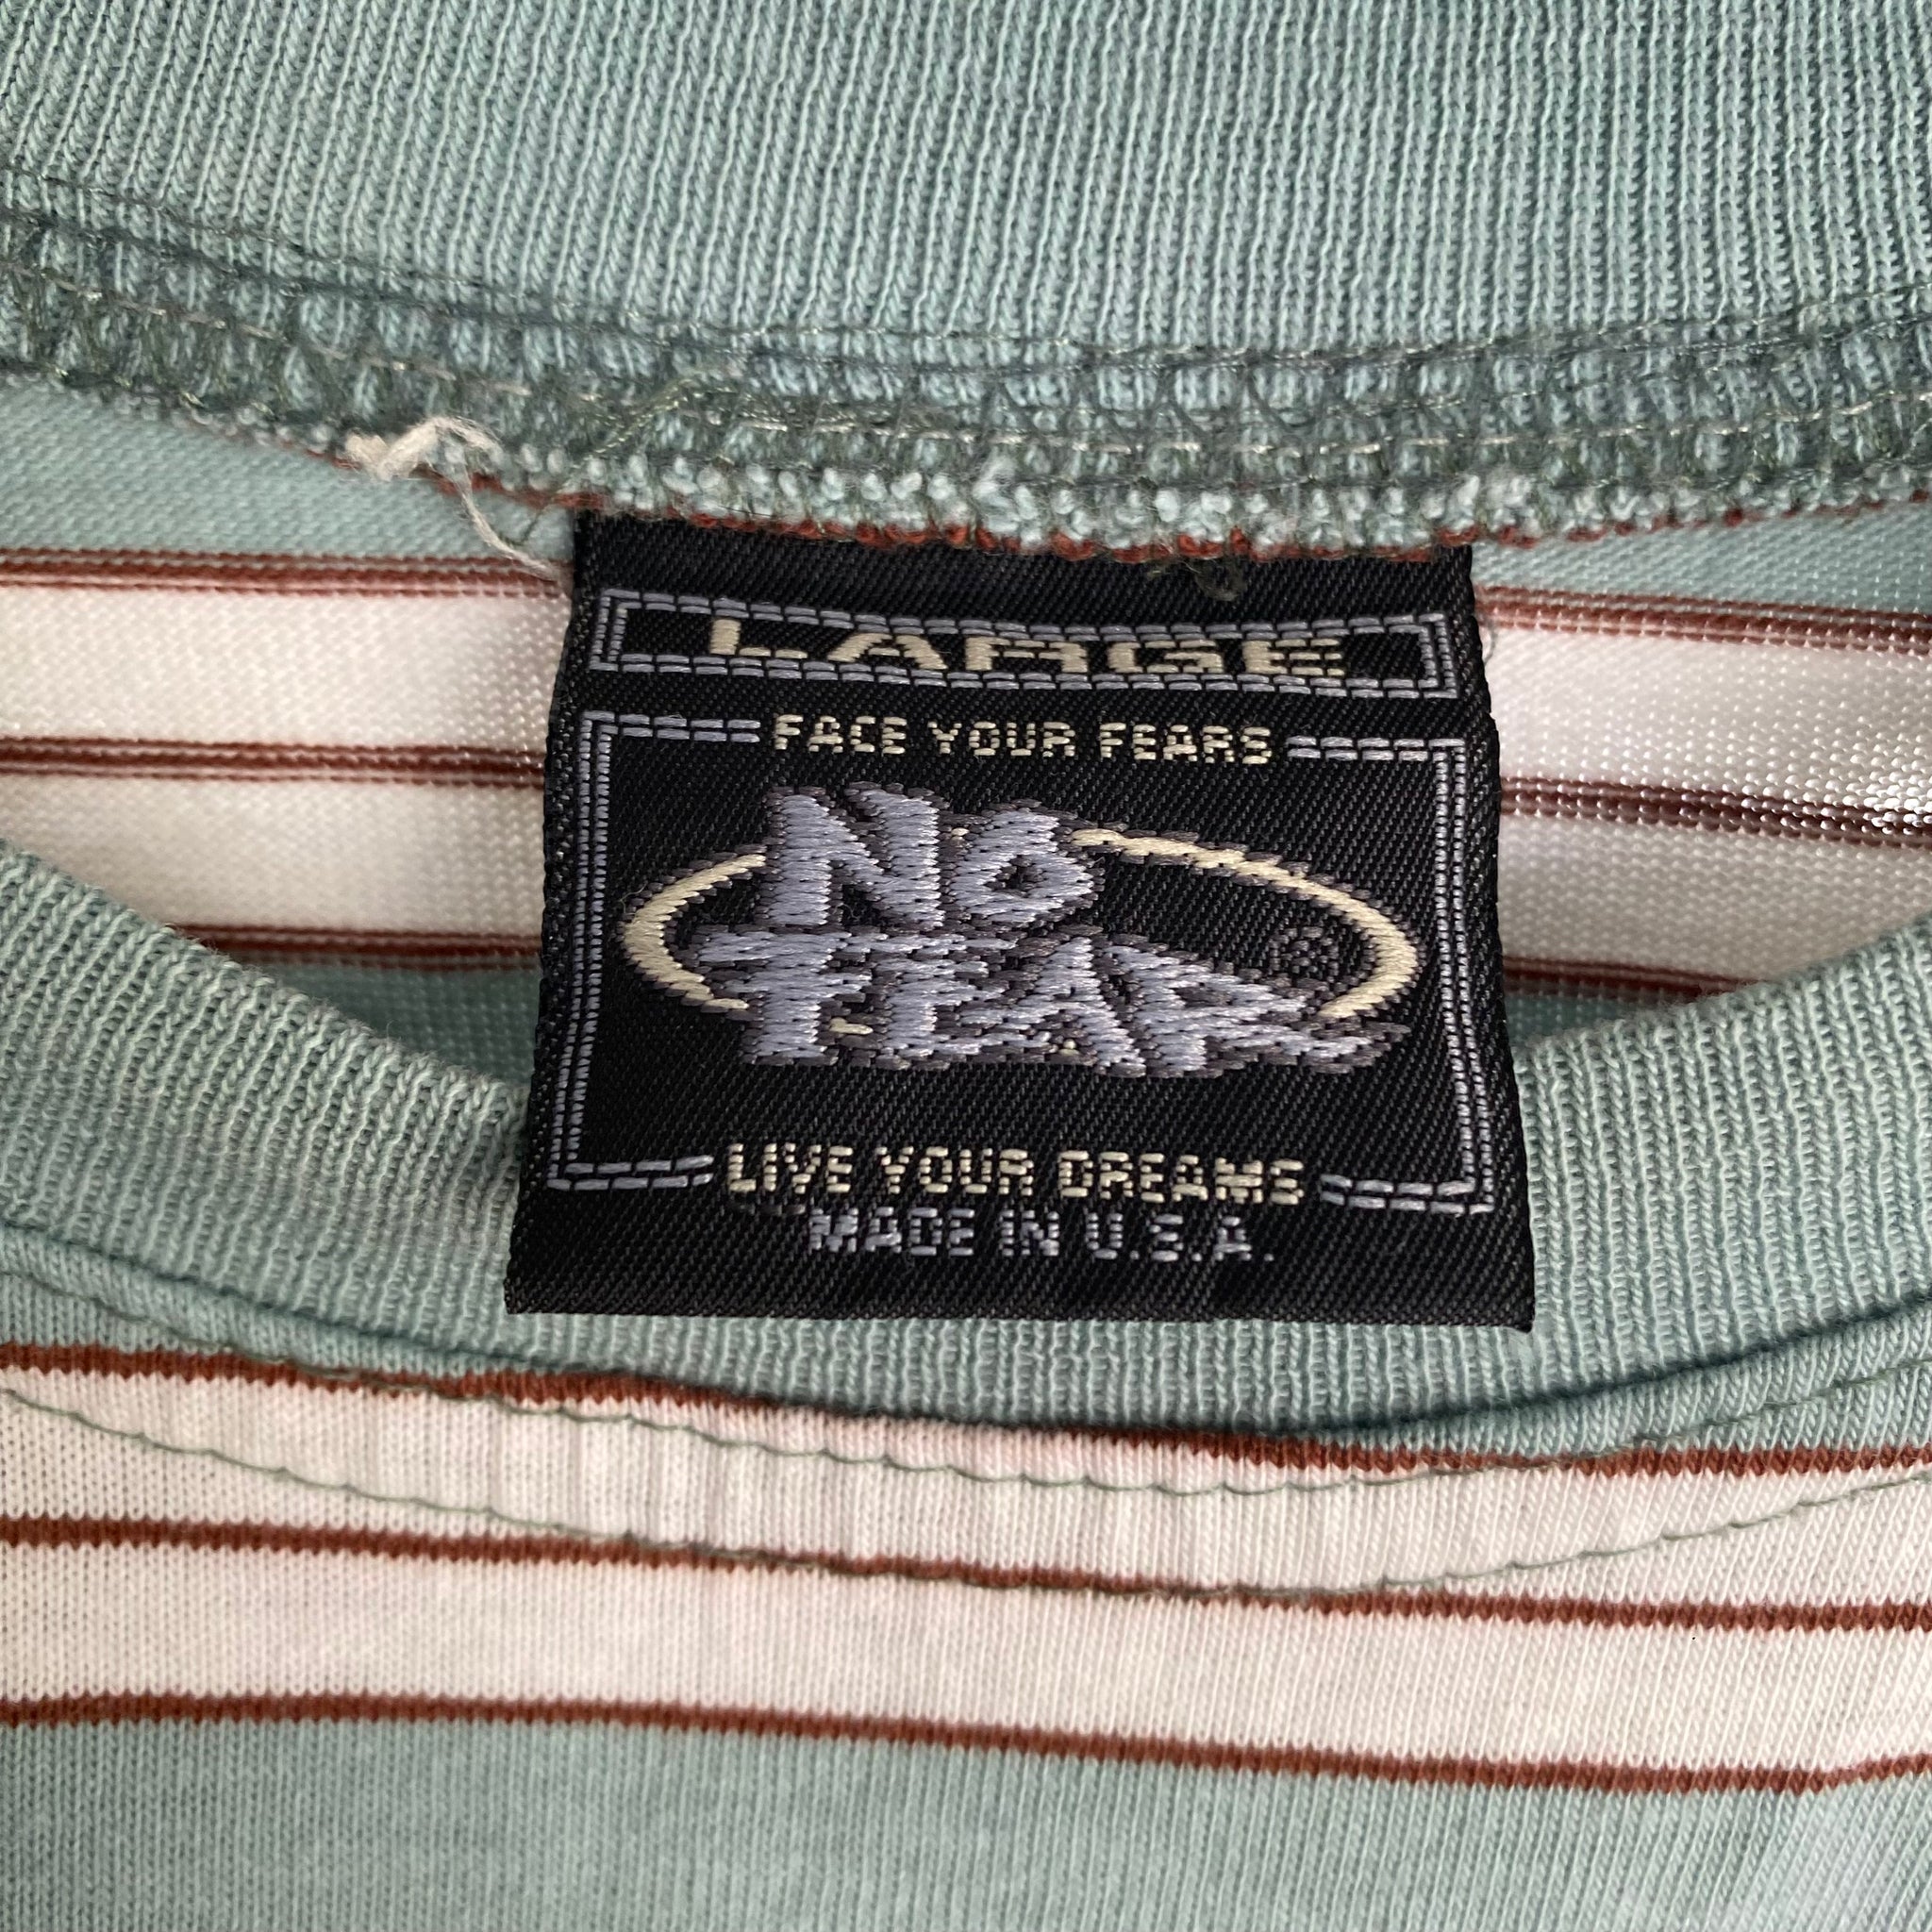 LARGE
FACE YOUR FEARS
NO
FEAR ®
LIVE YOUR DREAMS
MADE IN U.S.A.